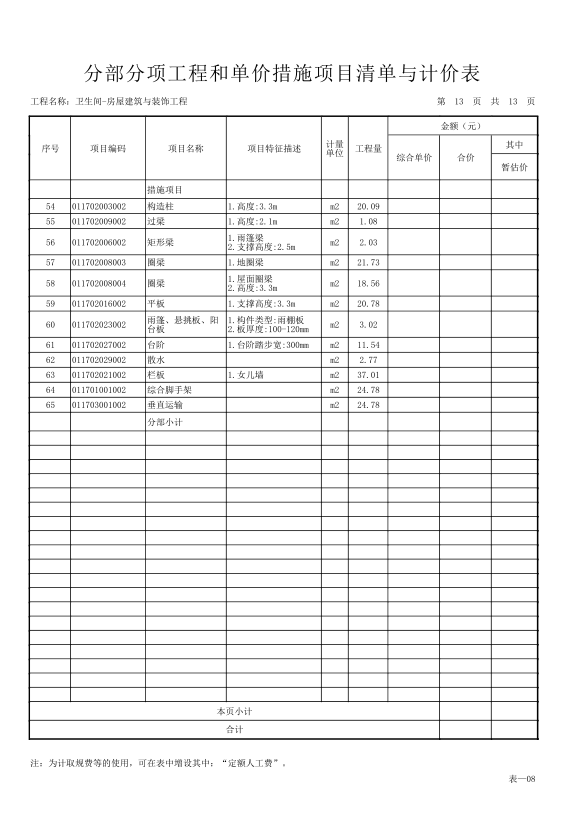 分部分项工程和单价措施项目清单与计价表
工程名称: 卫生间-房屋建筑与装饰工程 第 13 页 共 13 页
序号 项目编码 项目名称 项目特征描述 计量单位 工程量 金额（元）
综合单价 合价 其中
暂估价
措施项目
54 011702003002 构造柱 1.高度:3.3m m2 20.09
55 011702009002 过梁 1.高度:2.1m m2 1.08
56 011702006002 矩形梁 1.雨篷梁 2.支撑高度:2.5m m2 2.03
57 011702008003 圈梁 1.地圈梁 m2 21.73
58 011702008004 圈梁 1.屋面圈梁 2.高度:3.3m m2 18.56
59 011702016002 平板 1.支撑高度:3.3m m2 20.78
60 011702023002 雨篷、悬挑板、阳台板 1.构件类型:雨棚板 2.板厚度:100-120mm m2 3.02
61 011702027002 台阶 1.台阶踏步宽:300mm m2 11.54
62 011702029002 散水 m2 2.77
63 011702021002 栏板 1.女儿墙 m2 37.01
64 011701001002 综合脚手架 m2 24.78
65 011703001002 垂直运输 m2 24.78
分部小计
本页小计
合计
注: 为计取规费等的使用，可在表中增设其中: “定额人工费”。
表—08